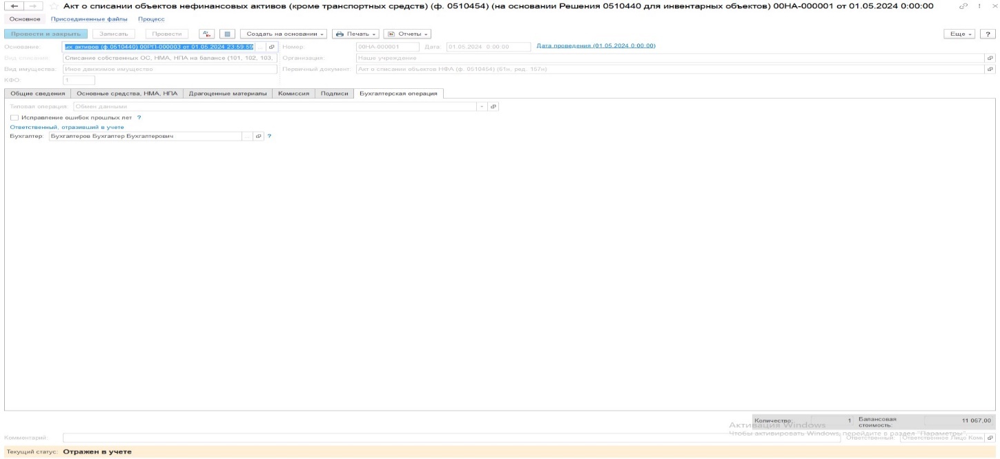 Акт о списании объектов нефинансовых активов (кроме транспортных средств) (ф. 0510454) (на основании Решения 0510440 для инвентарных объектов) 00НА-000001 от 01.05.2024 0:00:00
Основное Присоединенные файлы Процесс
Провести и закрыть Записать Провести Создать на основании Печать Отчеты Еще ?
Основание: ых активов (ф.0510440) 00РП-000003 от 01.05.2024 23:59:59 ... Номер: 00НА-000001 Дата: 01.05.2024 0:00:00 Дата проведения (01.05.2024 0:00:00)
Вид списания: Списание собственных ОС, НМА, НПА на балансе (101, 102, 103, Организация: Наше учреждение
Вид имущества: Иное движимое имущество Первичный документ: Акт о списании объектов НФА (ф. 0510454) (61н, ред. 157н)
КФО: 1
Общие сведения Основные средства, НМА, НПА Драгоценные материалы Комиссия Подписи Бухгалтерская операция
Типовая операция: Обмен данными
Исправление ошибок прошлых лет ?
Ответственный, отразивший в учете
Бухгалтер: Бухгалтеров Бухгалтер Бухгалтерович ... ?
Количество: 1 Балансовая стоимость: 11 067,00
Активация Windows
Чтобы активировать Windows, перейдите в раздел "Параметры".
Комментарий: Ответственный: Ответственное Лицо Коми
Текущий статус: Отражен в учете